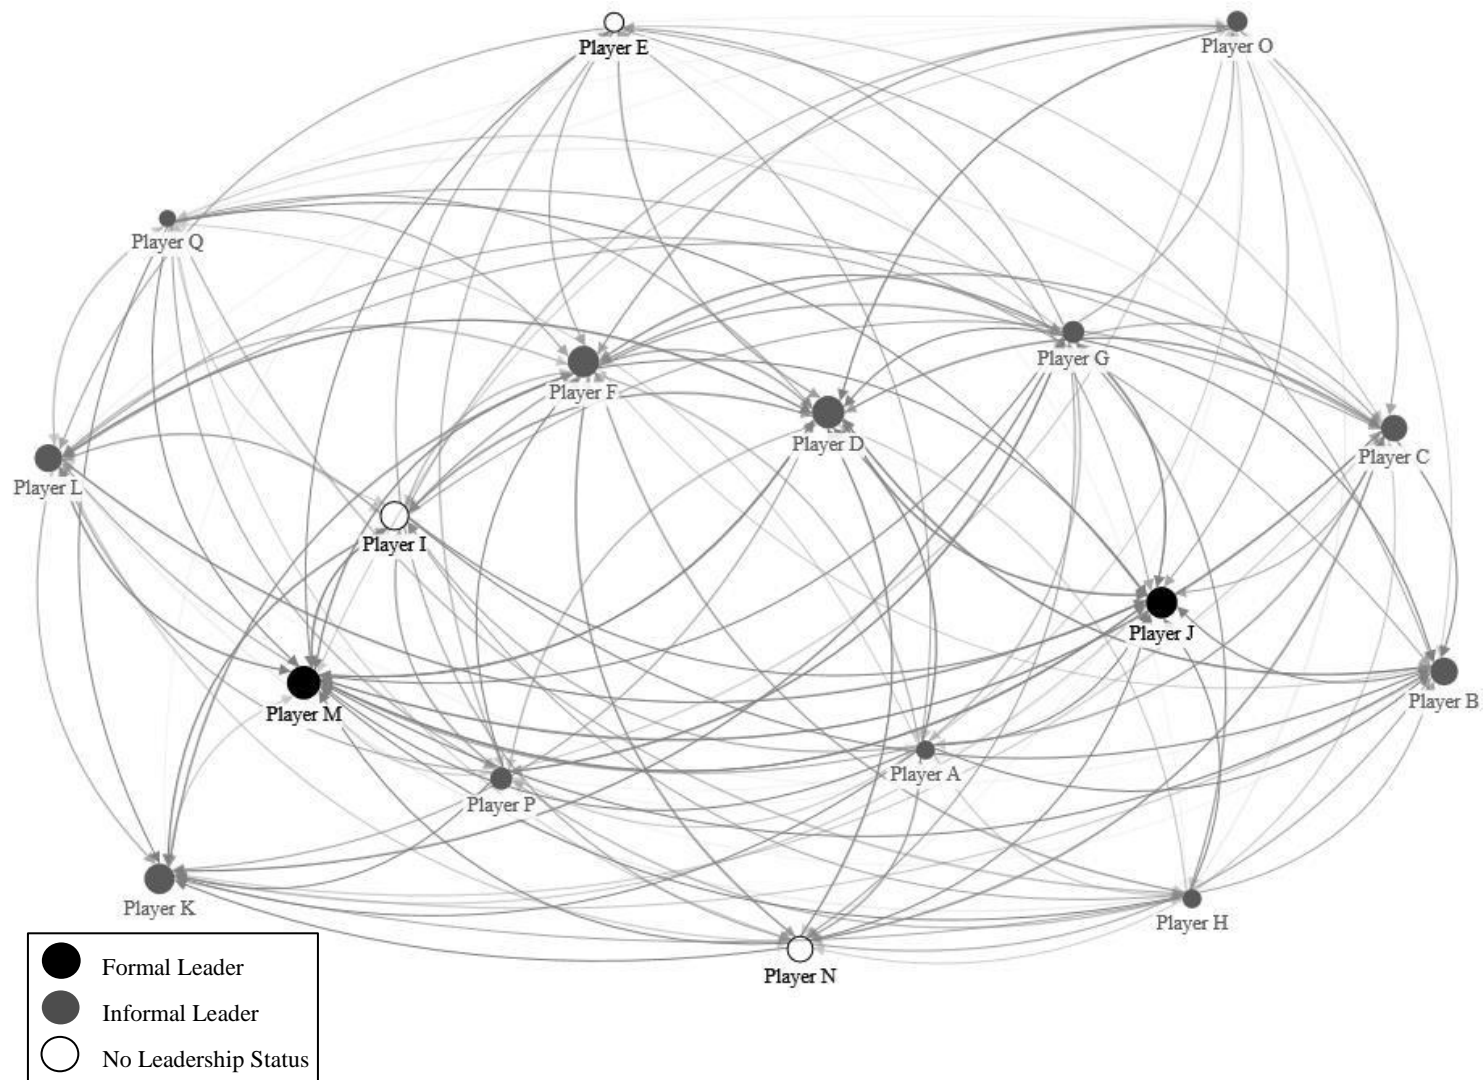 Player E
Player O
Player Q
Player G
Player F
Player D
Player C
Player L
Player I
Player J
Player B
Player M
Player A
Player P
Player K
Player H
Player N
Formal Leader
Informal Leader
No Leadership Status